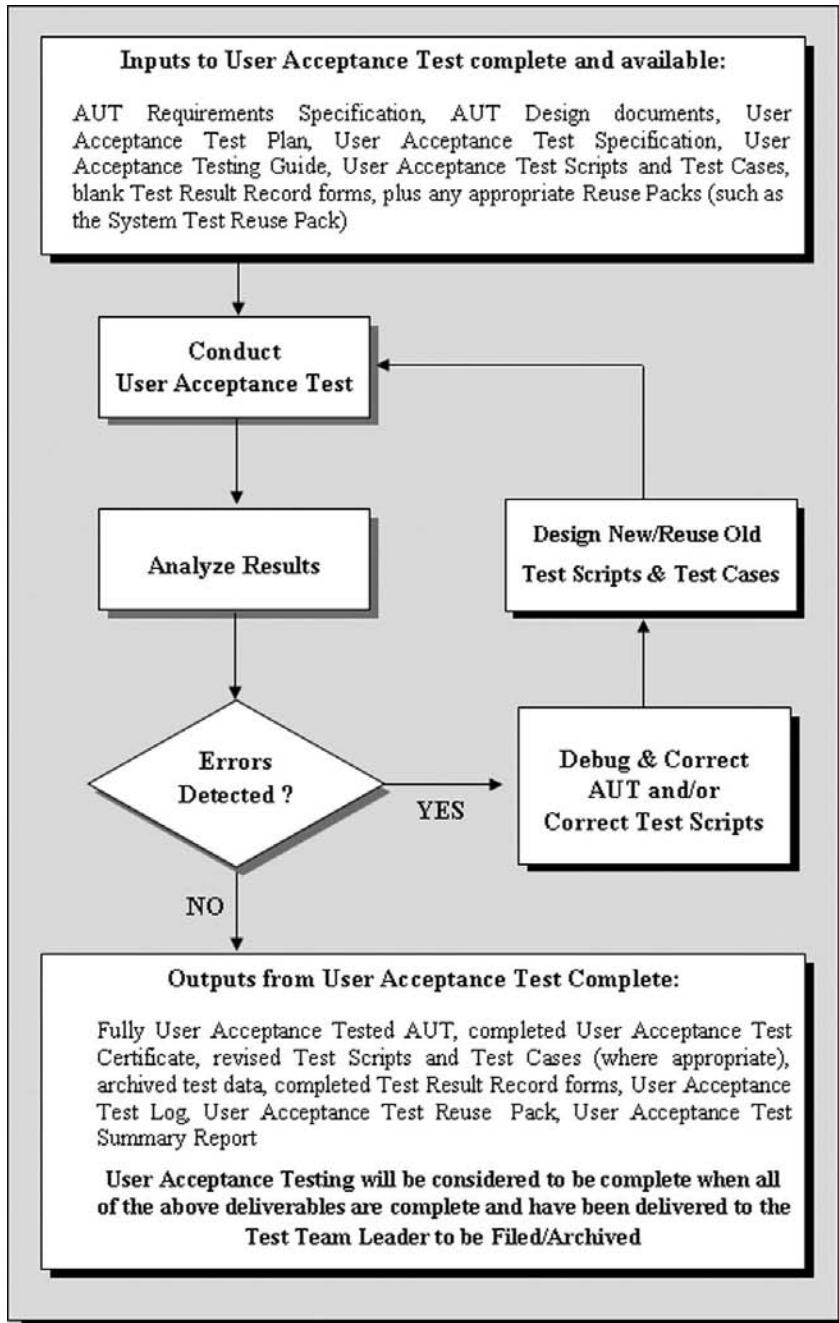 Inputs to User Acceptance Test complete and available:
AUT Requirements Specification, AUT Design documents, User
Acceptance Test Plan, User Acceptance Test Specification, User
Acceptance Testing Guide, User Acceptance Test Scripts and Test Cases,
blank Test Result Record forms, plus any appropriate Reuse Packs (such as
the System Test Reuse Pack)
Conduct
User Acceptance Test
Analyze Results
Design New/Reuse Old
Test Scripts & Test Cases
Errors
Detected ?
YES
Debug & Correct
AUT and/or
Correct Test Scripts
NO
Outputs from User Acceptance Test Complete:
Fully User Acceptance Tested AUT, completed User Acceptance Test
Certificate, revised Test Scripts and Test Cases (where appropriate),
archived test data, completed Test Result Record forms, User Acceptance
Test Log, User Acceptance Test Reuse Pack, User Acceptance Test
Summary Report
User Acceptance Testing will be considered to be complete when all
of the above deliverables are complete and have been delivered to the
Test Team Leader to be Filed/Archived